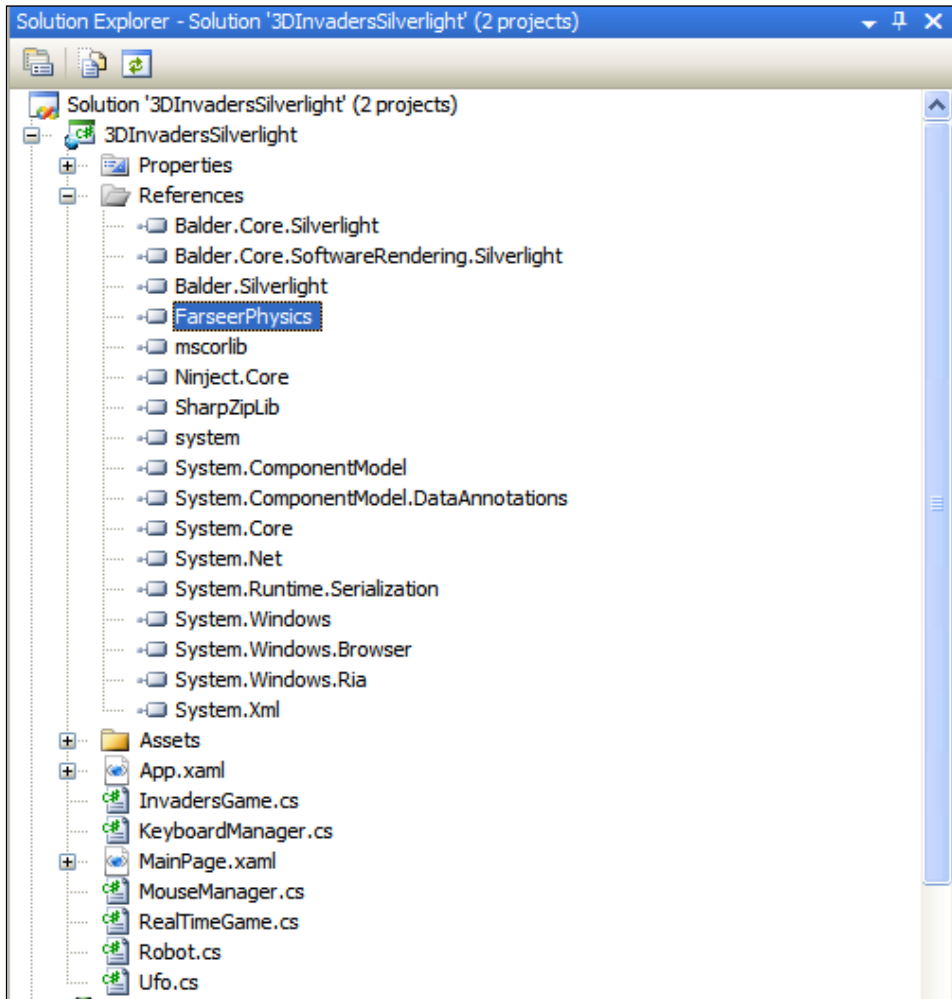 Solution Explorer - Solution '3DInvadersSilverlight' (2 projects)
Solution '3DInvadersSilverlight' (2 projects)
3DInvadersSilverlight
Properties
References
Balder.Core.Silverlight
Balder.Core.SoftwareRendering.Silverlight
Balder.Silverlight
FarseerPhysics
mscorlib
Ninject.Core
SharpZipLib
system
System.ComponentModel
System.ComponentModel.DataAnnotations
System.Core
System.Net
System.Runtime.Serialization
System.Windows
System.Windows.Browser
System.Windows.Ria
System.Xml
Assets
App.xaml
InvadersGame.cs
KeyboardManager.cs
MainPage.xaml
MouseManager.cs
RealTimeGame.cs
Robot.cs
Ufo.cs